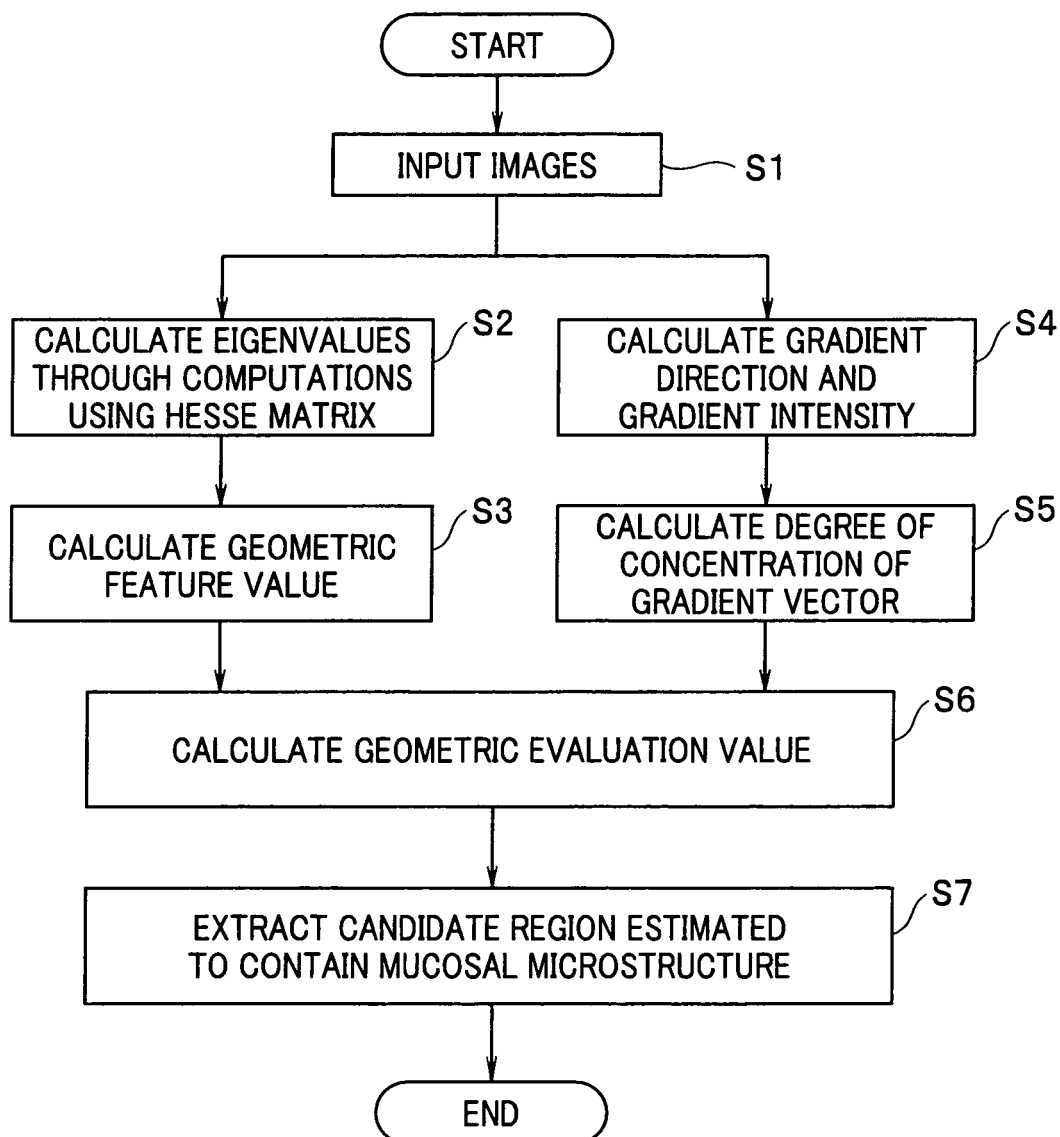 START
INPUT IMAGES
S1
CALCULATE EIGENVALUES
THROUGH COMPUTATIONS
USING HESSE MATRIX
S2
CALCULATE GEOMETRIC
FEATURE VALUE
S3
CALCULATE GRADIENT
DIRECTION AND
GRADIENT INTENSITY
S4
CALCULATE DEGREE OF
CONCENTRATION OF
GRADIENT VECTOR
S5
CALCULATE GEOMETRIC EVALUATION VALUE
S6
EXTRACT CANDIDATE REGION ESTIMATED
TO CONTAIN MUCOSAL MICROSTRUCTURE
S7
END